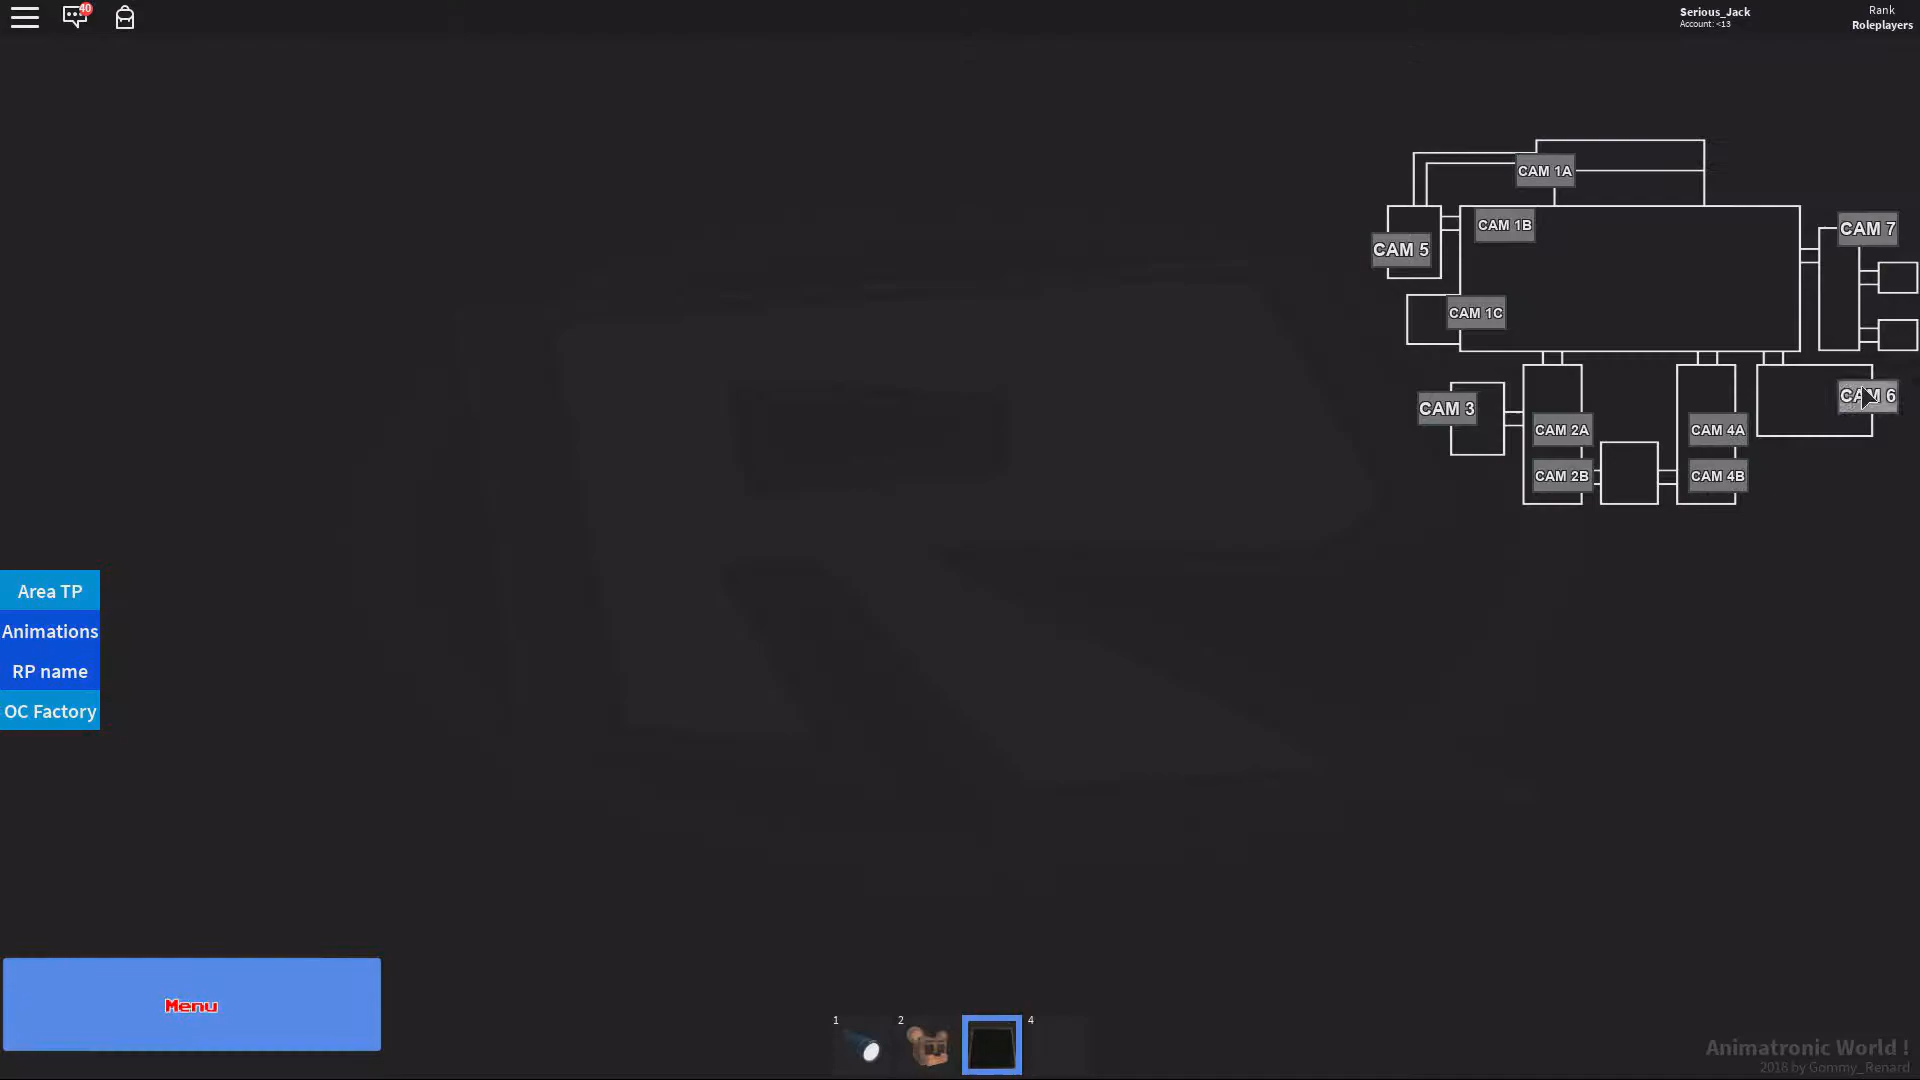 40
Serious_Jack
Account: <13
Rank
Roleplayers
CAM 1A
CAM 1B
CAM 7
CAM 5
CAM 1C
CAM 6
CAM 3
CAM 2A
CAM 4A
CAM 2B
CAM 4B
Area TP
Animations
RP name
OC Factory
Menu
1
2
4
Animatronic World !
2018 by Gommy_Renard